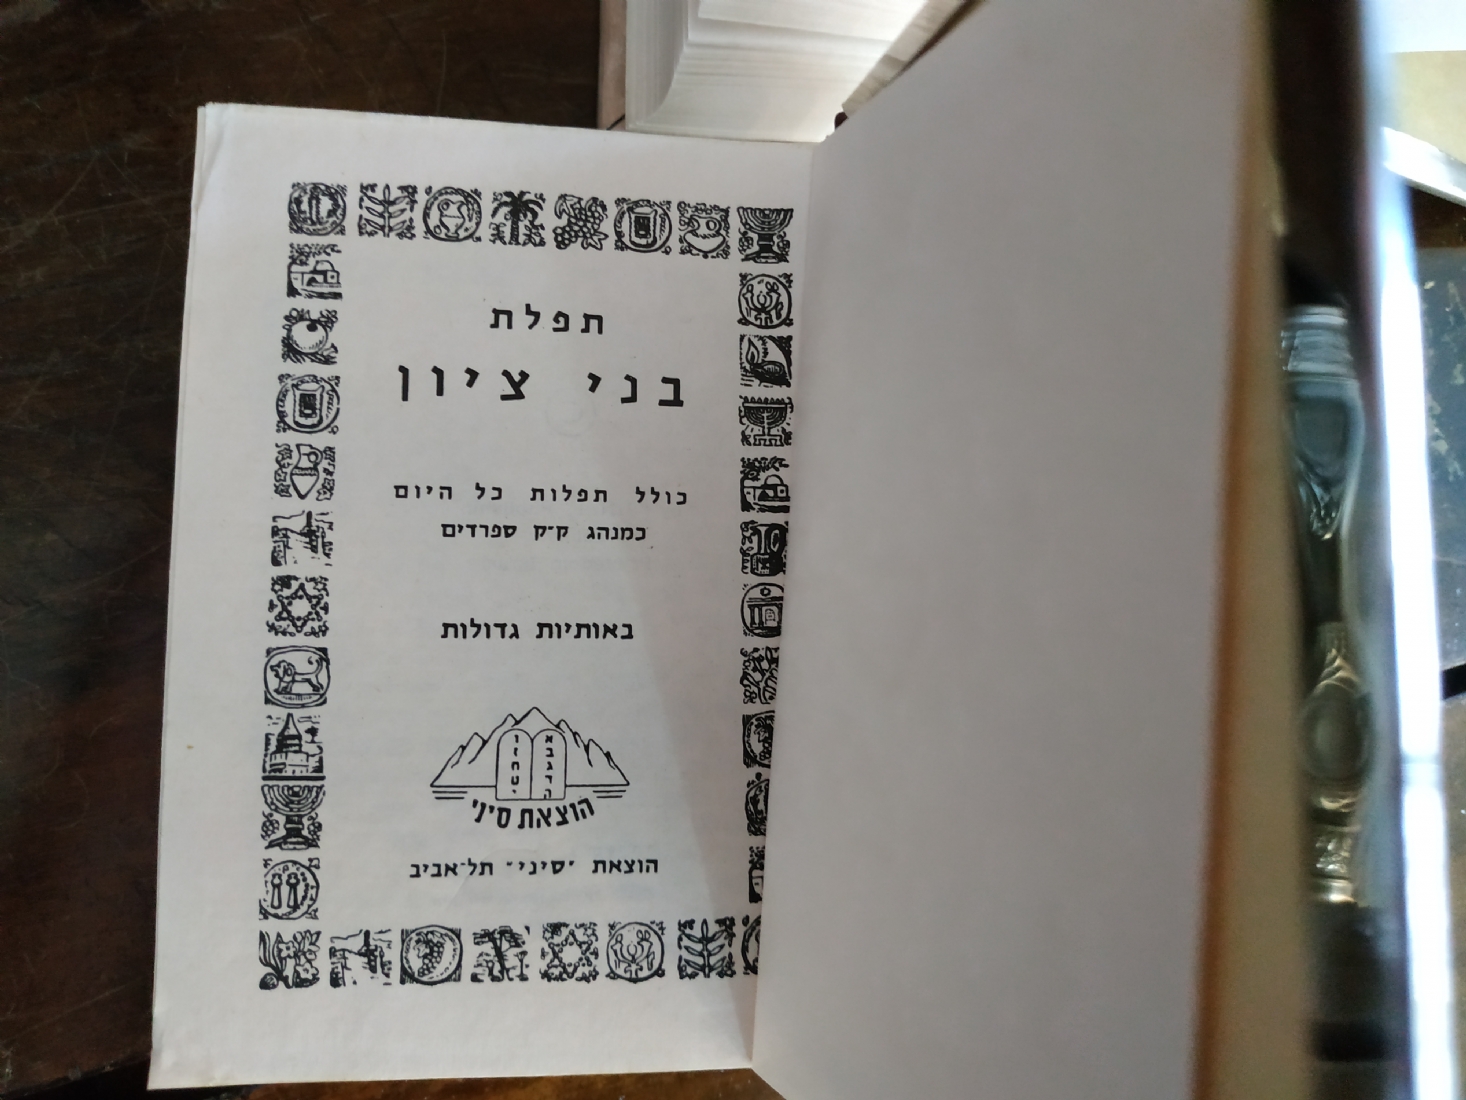 תפלת
בני ציון
כולל תפלות כל היום
כמנהג ק״ק ספרדים
באותיות גדולות
א ו
ב ז
ג ח
ד ט
ה י
הוצאת סיני
הוצאת "סיני" תל־אביב